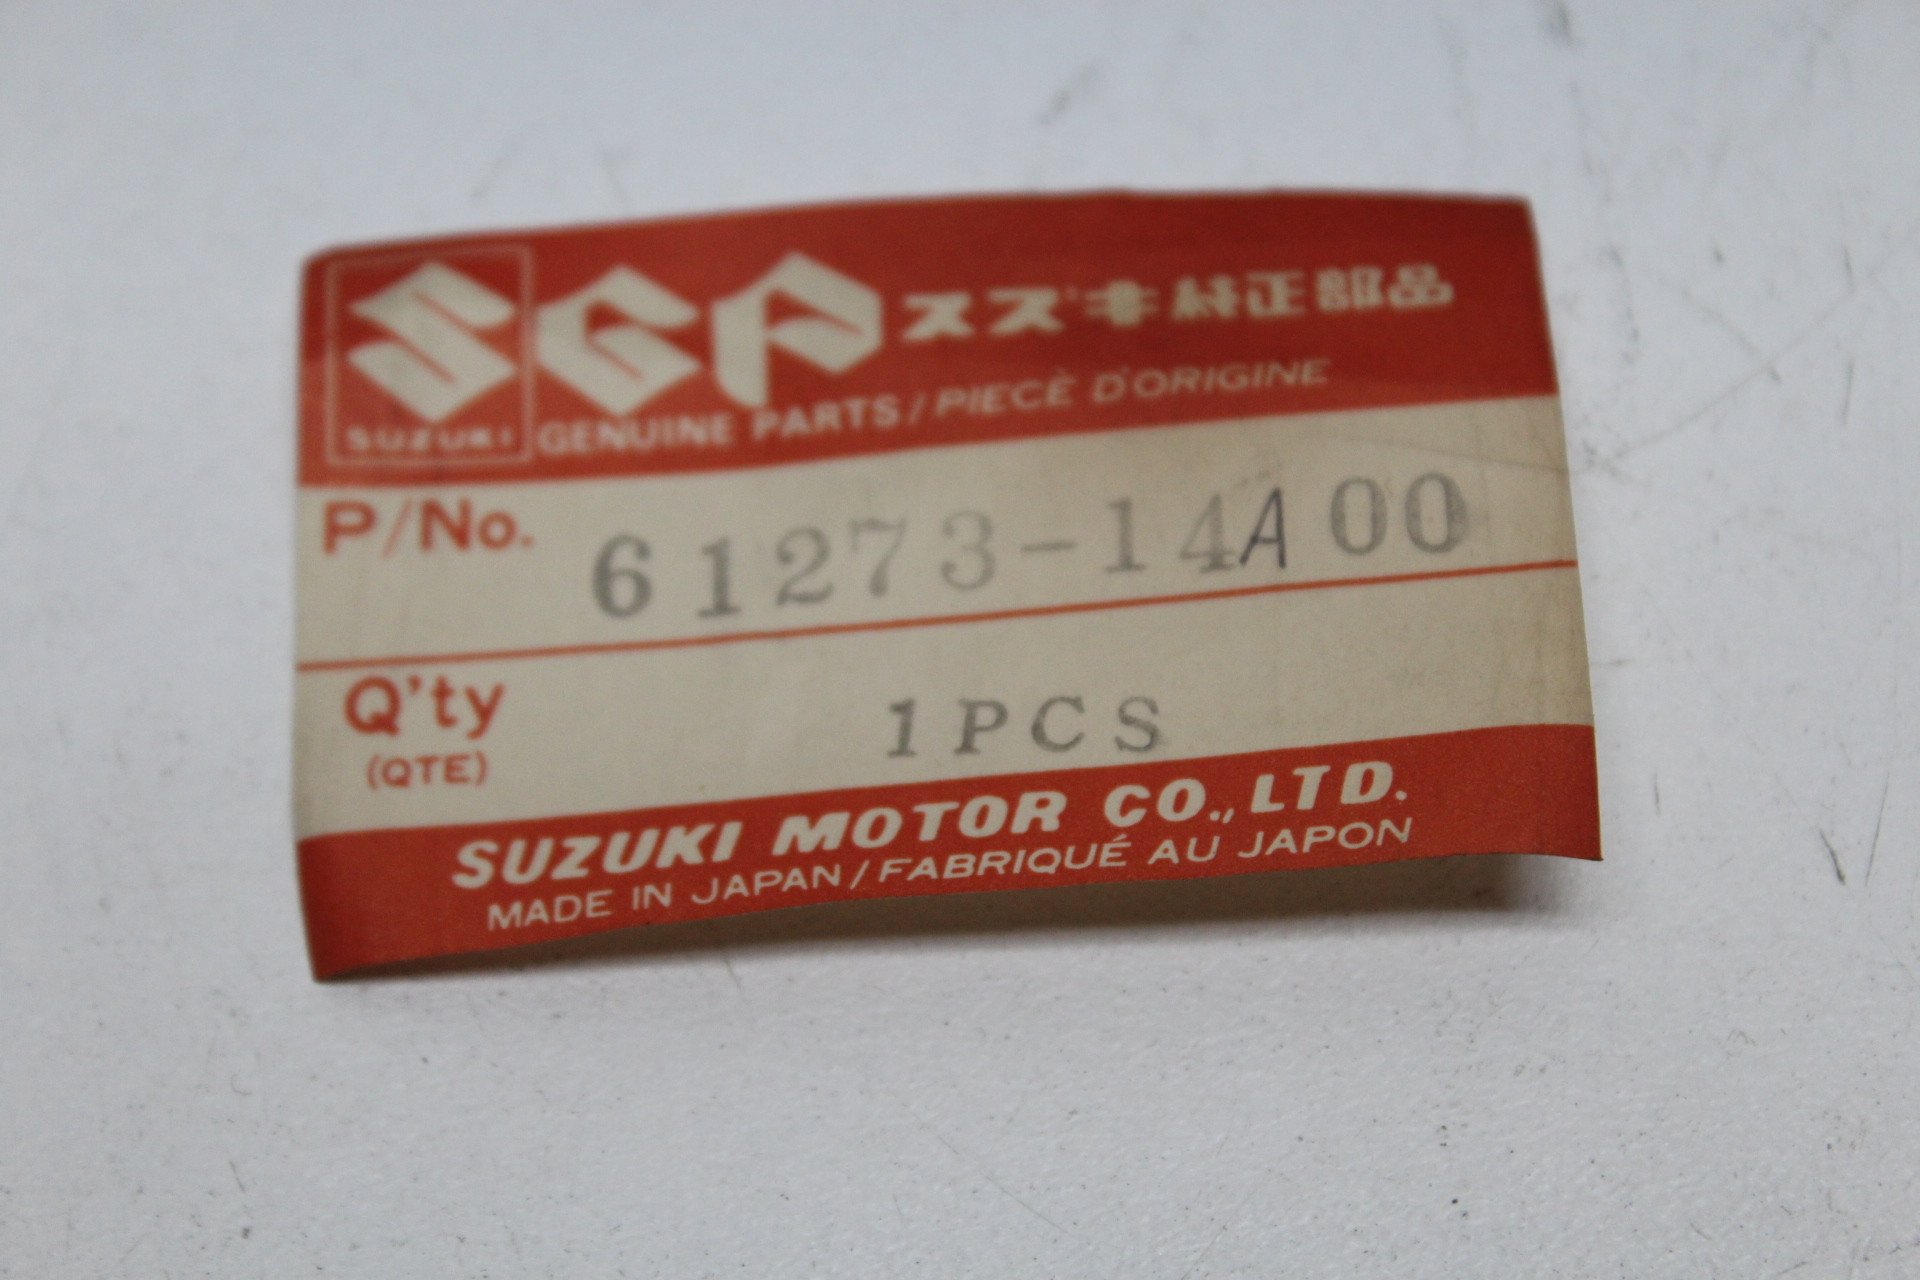 SGP スズキ純正部品
SUZUKI GENUINE PARTS/PIECÈ D'ORIGINE
P/No. 61273-14A00
Q'ty 1PCS
(QTE)
SUZUKI MOTOR CO., LTD.
MADE IN JAPAN/FABRIQUÉ AU JAPON